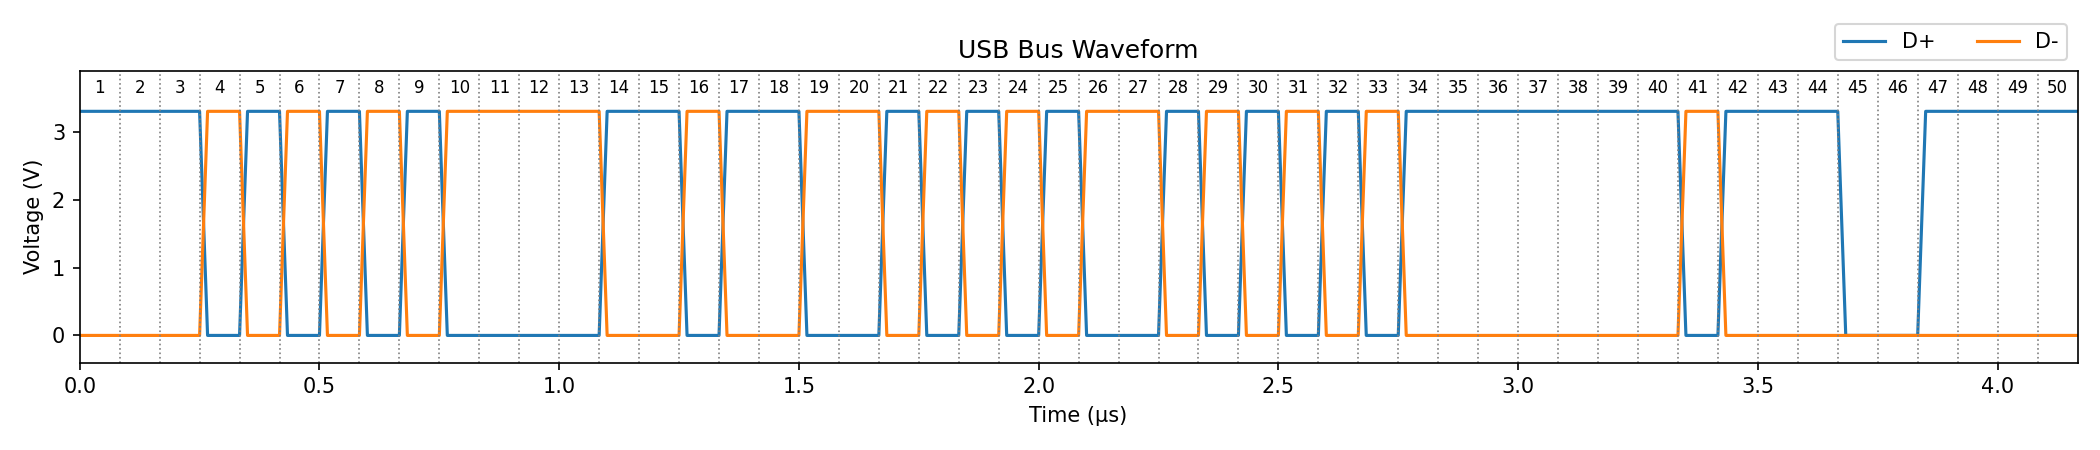 USB Bus Waveform
D+ D-
1 2 3 4 5 6 7 8 9 10 11 12 13 14 15 16 17 18 19 20 21 22 23 24 25 26 27 28 29 30 31 32 33 34 35 36 37 38 39 40 41 42 43 44 45 46 47 48 49 50
Voltage (V)
3
2
1
0
0.0 0.5 1.0 1.5 2.0 2.5 3.0 3.5 4.0
Time (µs)